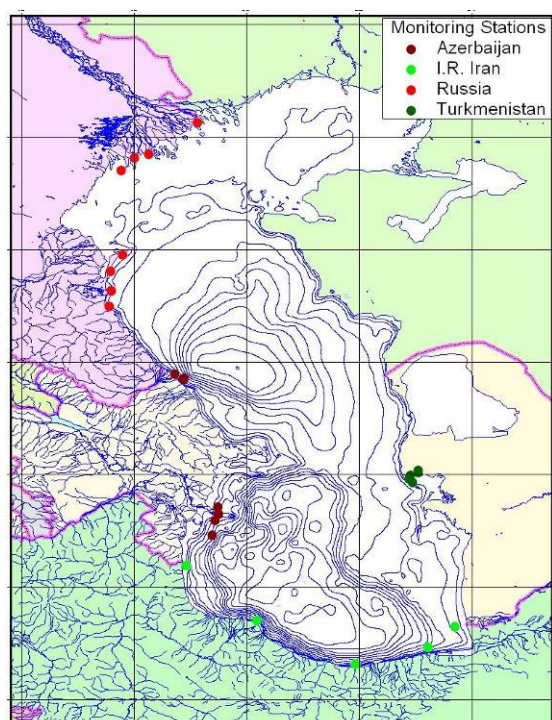 Monitoring Stations
Azerbaijan
I.R. Iran
Russia
Turkmenistan